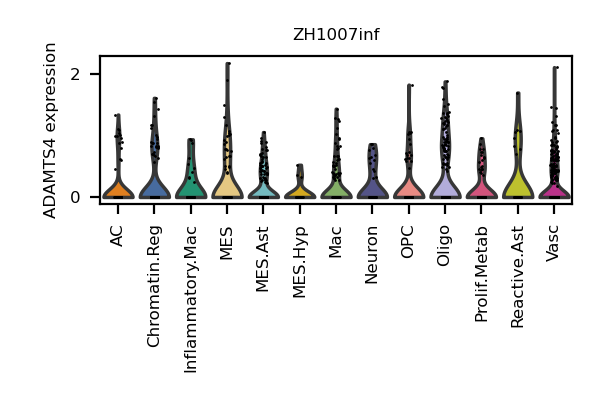 ZH1007inf
ADAMTS4 expression
2
0
AC
Chromatin.Reg
Inflammatory.Mac
MES
MES.Ast
MES.Hyp
Mac
Neuron
OPC
Oligo
Prolif.Metab
Reactive.Ast
Vasc